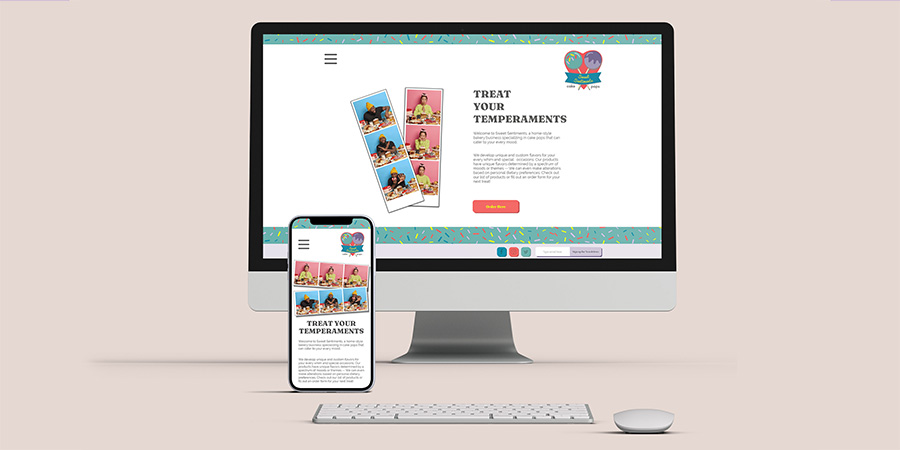 Sweet
Sentiments
cake pops
TREAT
YOUR
TEMPERAMENTS
Welcome to Sweet Sentiments, a home-style
bakery business specializing in cake pops that can
cater to your every mood.
We develop unique and custom flavors for your
every whim and special occasions. Our products
have unique flavors determined by a spectrum of
moods or themes -- We can even make alterations
based on personal dietary preferences. Check out
our list of products or fill out an order form for your
next treat!
Order Now
cake pops
TREAT YOUR
TEMPERAMENTS
Welcome to Sweet Sentiments, a home-style
bakery business specializing in cake pops that
can cater to your every mood.
We develop unique and custom flavors for
your every whim and special occasions. Our
products have unique flavors determined by a
spectrum of moods or themes -- We can even
make alterations based on personal dietary
preferences. Check out our list of products or
fill out an order form for your next treat!